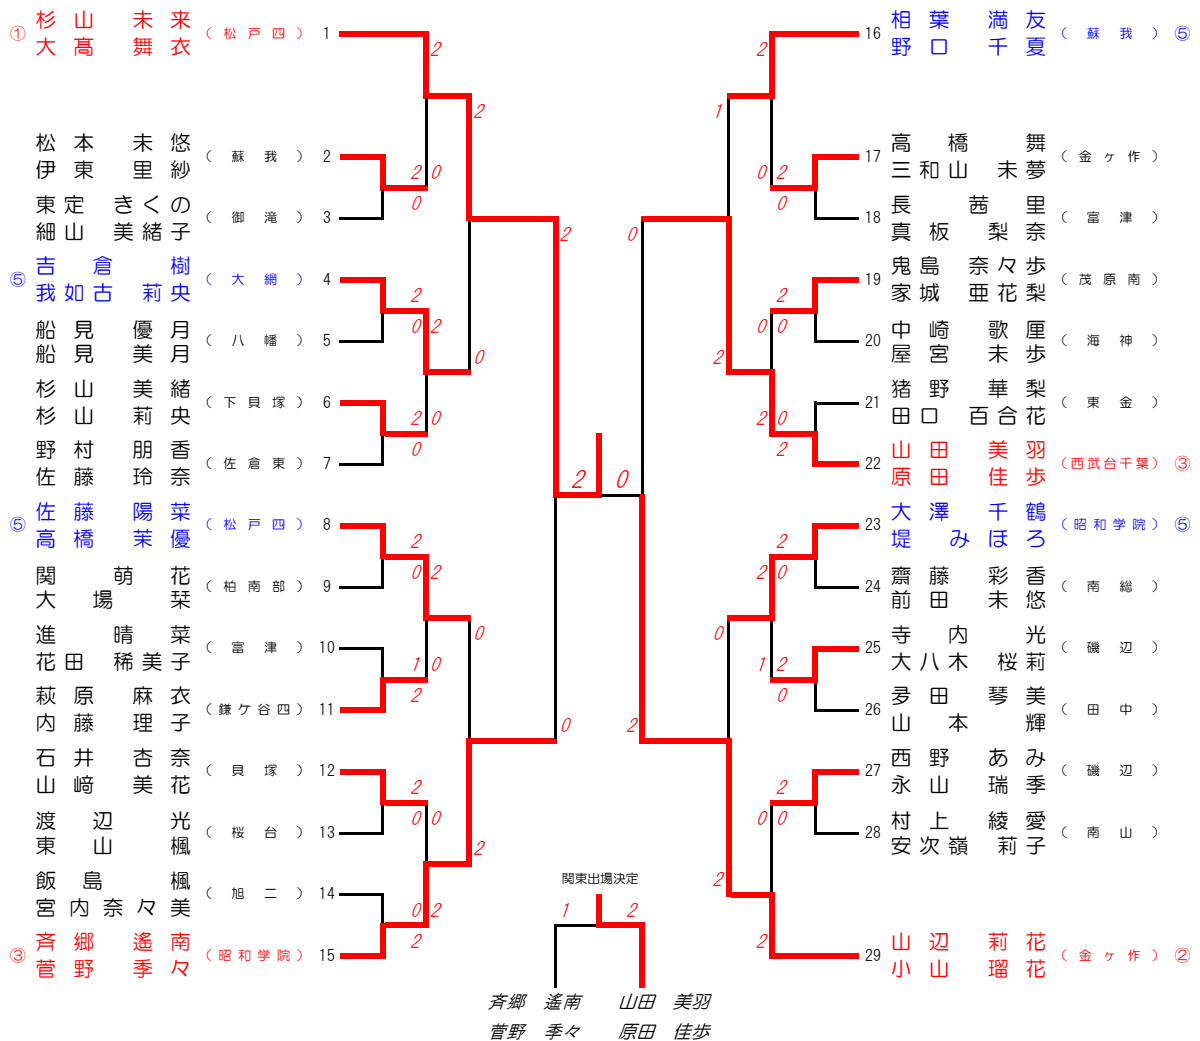 ① 杉山 未来 大髙 舞衣 （松戸四） 1
松本 未悠 伊東 里紗 （蘇我） 2
東定 きくの 細山 美緒子 （御滝） 3
⑤ 吉倉 樹 我如古 莉央 （大網） 4
船見 優月 船見 美月 （八幡） 5
杉山 美緒 杉山 莉央 （下貝塚） 6
野村 朋香 佐藤 玲奈 （佐倉東） 7
⑤ 佐藤 陽菜 高橋 茉優 （松戸四） 8
関 萌花 大場 栞 （柏南部） 9
進 晴菜 花田 稀美子 （富津） 10
萩原 麻衣 内藤 理子 （鎌ケ谷四） 11
石井 杏奈 山﨑 美花 （貝塚） 12
渡辺 光 東山 楓 （桜台） 13
飯島 楓 宮内奈々美 （旭二） 14
③ 斉郷 遙南 菅野 季々 （昭和学院） 15
16 相葉 満友 野口 千夏 （蘇我） ⑤
17 高橋 舞 三和山 未夢 （金ヶ作）
18 長 茜里 真板 梨奈 （富津）
19 鬼島 奈々歩 家城 亜花梨 （茂原南）
20 中崎 歌厘 屋宮 未歩 （海神）
21 猪野 華梨 田口 百合花 （東金）
22 山田 美羽 原田 佳歩 （西武台千葉） ③
23 大澤 千鶴 堤 みほろ （昭和学院） ⑤
24 齋藤 彩香 前田 未悠 （南総）
25 寺内 光 大八木 桜莉 （磯辺）
26 夛田 琴美 山本 輝 （田中）
27 西野 あみ 永山 瑞季 （磯辺）
28 村上 綾愛 安次嶺 莉子 （南山）
29 山辺 莉花 小山 瑠花 （金ヶ作） ②
2
2 0
0
2
2
0 2
2 0
0
0
2
2
0 2
1 0
2
0
2
0 0
0 2
2
2
0
2 0
2
1
0 2
0
0
0 0
2
2 0
2
0
2
2 0
1 2
0
0
2
2
0 0
2
2
関東出場決定
1 2
斉郷 遙南 山田 美羽
菅野 季々 原田 佳歩